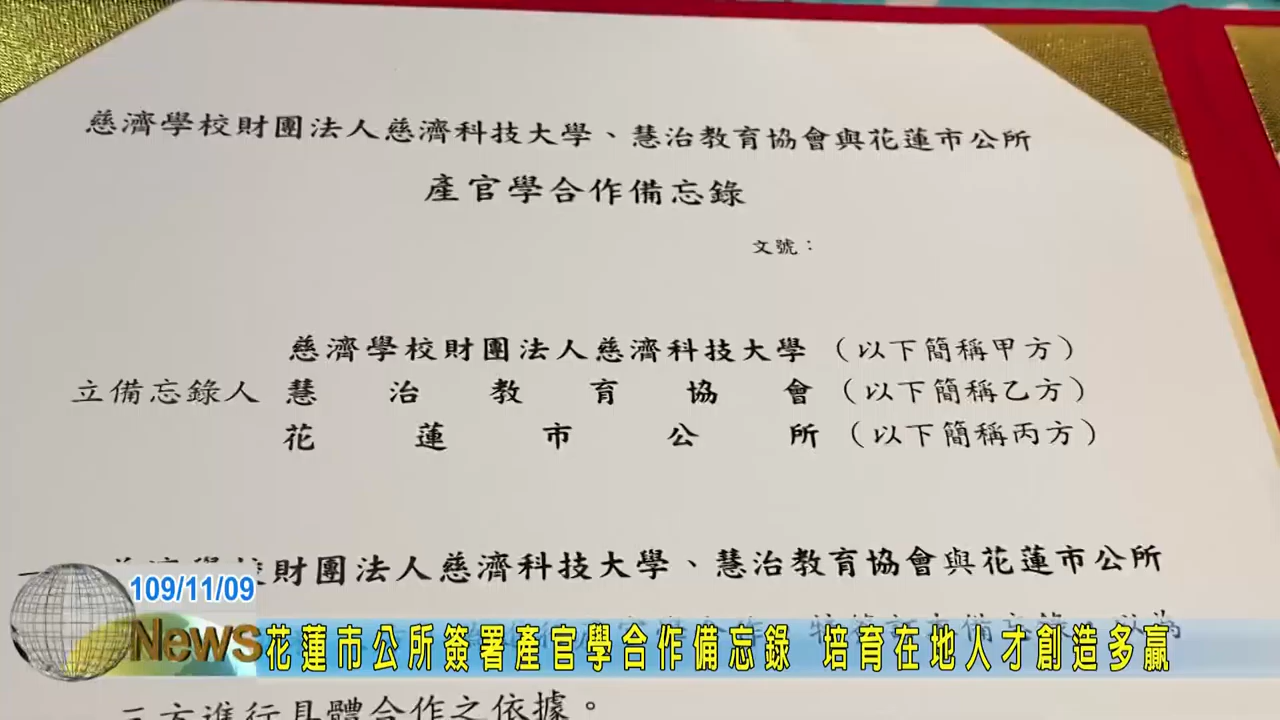 慈濟學校財團法人慈濟科技大學、慧治教育協會與花蓮市公所
產官學合作備忘錄
文號：
慈濟學校財團法人慈濟科技大學（以下簡稱甲方）
立備忘錄人 慧治教育協會（以下簡稱乙方）
花蓮市公所（以下簡稱丙方）
一、慈濟學校財團法人慈濟科技大學、慧治教育協會與花蓮市公所
三方進行具體合作之依據。
109/11/09
News 花蓮市公所簽署產官學合作備忘錄 培育在地人才創造多贏